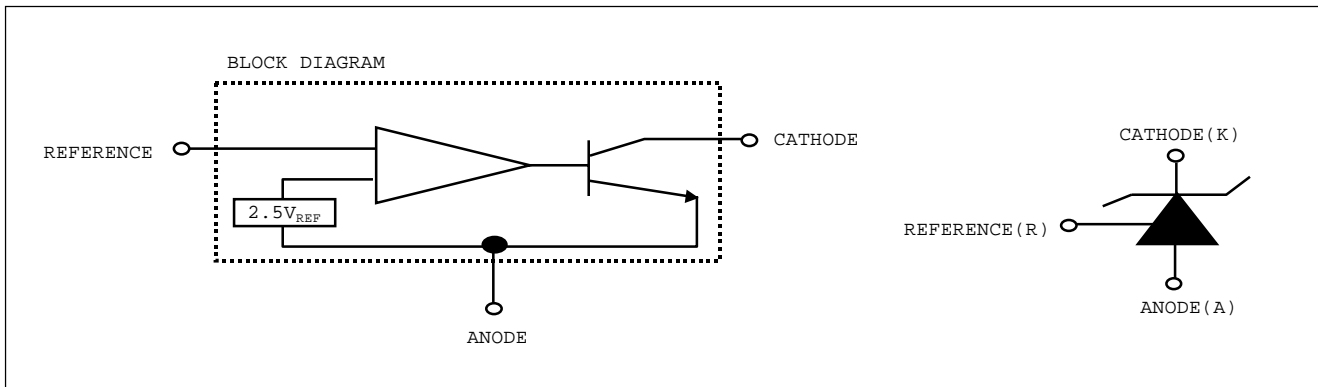 BLOCK DIAGRAM
REFERENCE
CATHODE
2.5VREF
ANODE
CATHODE(K)
REFERENCE(R)
ANODE(A)